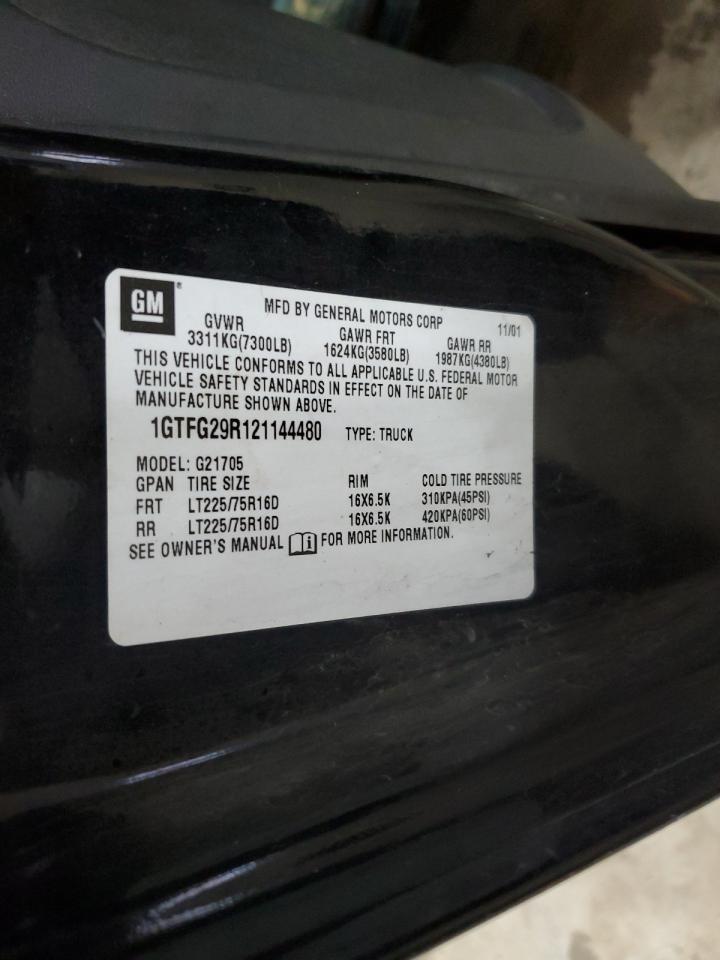 GM®
MFD BY GENERAL MOTORS CORP 11/01
GVWR GAWR FRT GAWR RR
3311KG(7300LB) 1624KG(3580LB) 1987KG(4380LB)
THIS VEHICLE CONFORMS TO ALL APPLICABLE U.S. FEDERAL MOTOR
VEHICLE SAFETY STANDARDS IN EFFECT ON THE DATE OF
MANUFACTURE SHOWN ABOVE.
1GTFG29R121144480 TYPE: TRUCK
MODEL: G21705
GPAN TIRE SIZE RIM COLD TIRE PRESSURE
FRT LT225/75R16D 16X6.5K 310KPA(45PSI)
RR LT225/75R16D 16X6.5K 420KPA(60PSI)
SEE OWNER'S MANUAL i FOR MORE INFORMATION.